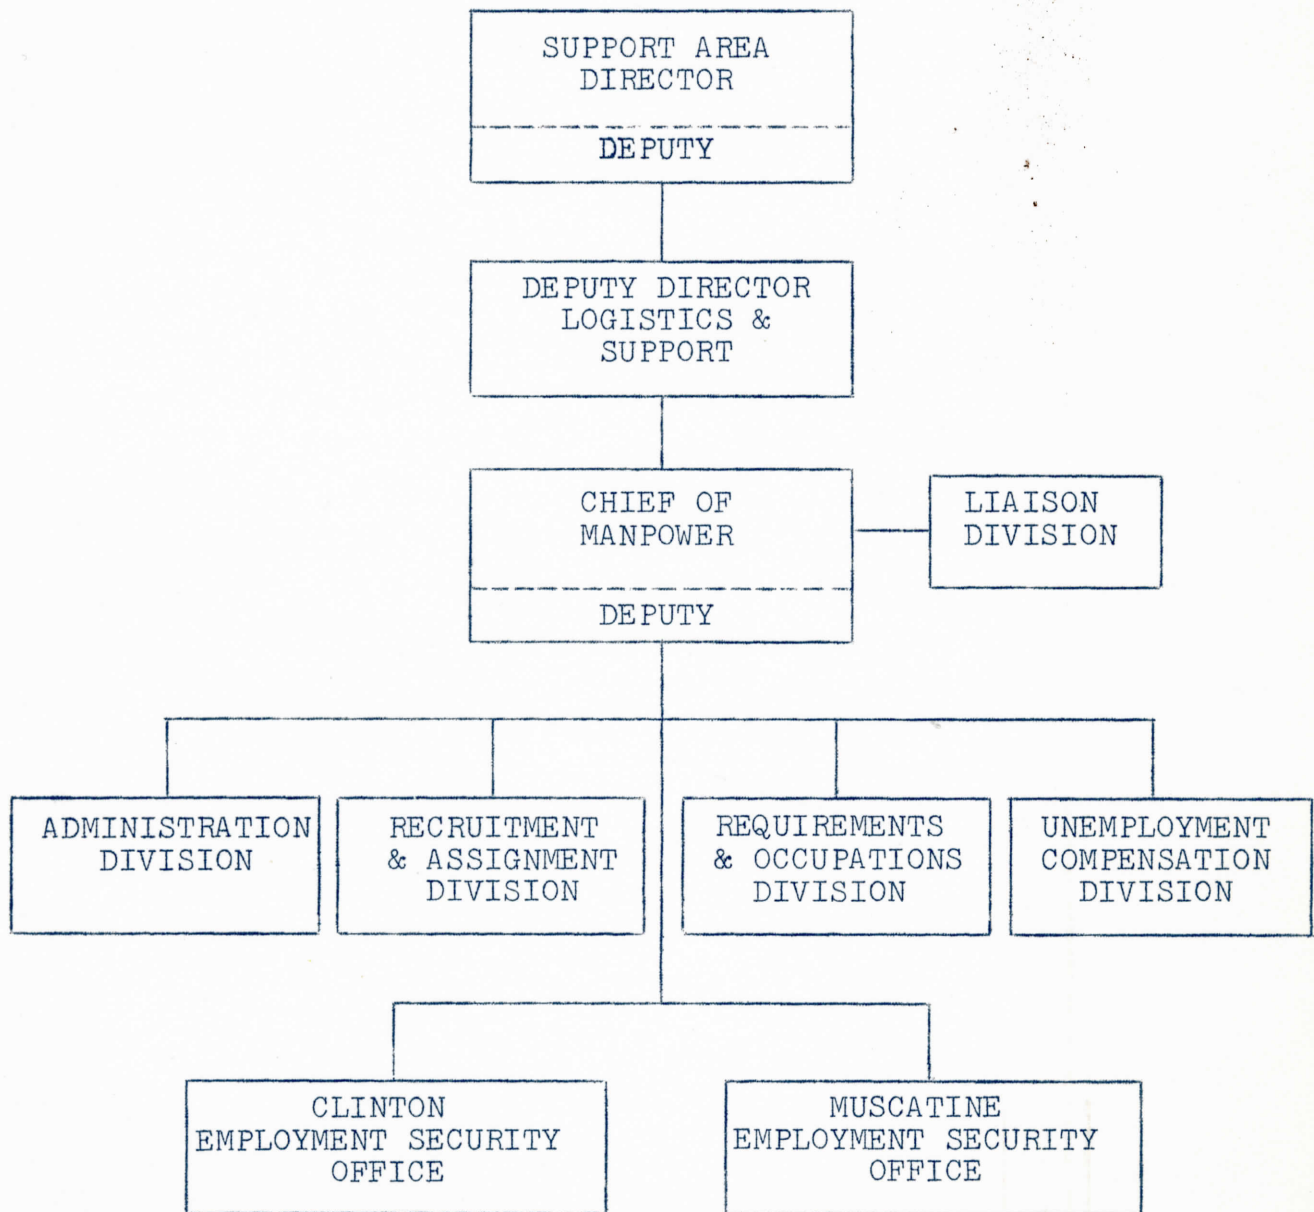 SUPPORT AREA
DIRECTOR
DEPUTY
DEPUTY DIRECTOR
LOGISTICS &
SUPPORT
CHIEF OF
MANPOWER
DEPUTY
LIAISON
DIVISION
ADMINISTRATION
DIVISION
RECRUITMENT
& ASSIGNMENT
DIVISION
REQUIREMENTS
& OCCUPATIONS
DIVISION
UNEMPLOYMENT
COMPENSATION
DIVISION
CLINTON
EMPLOYMENT SECURITY
OFFICE
MUSCATINE
EMPLOYMENT SECURITY
OFFICE